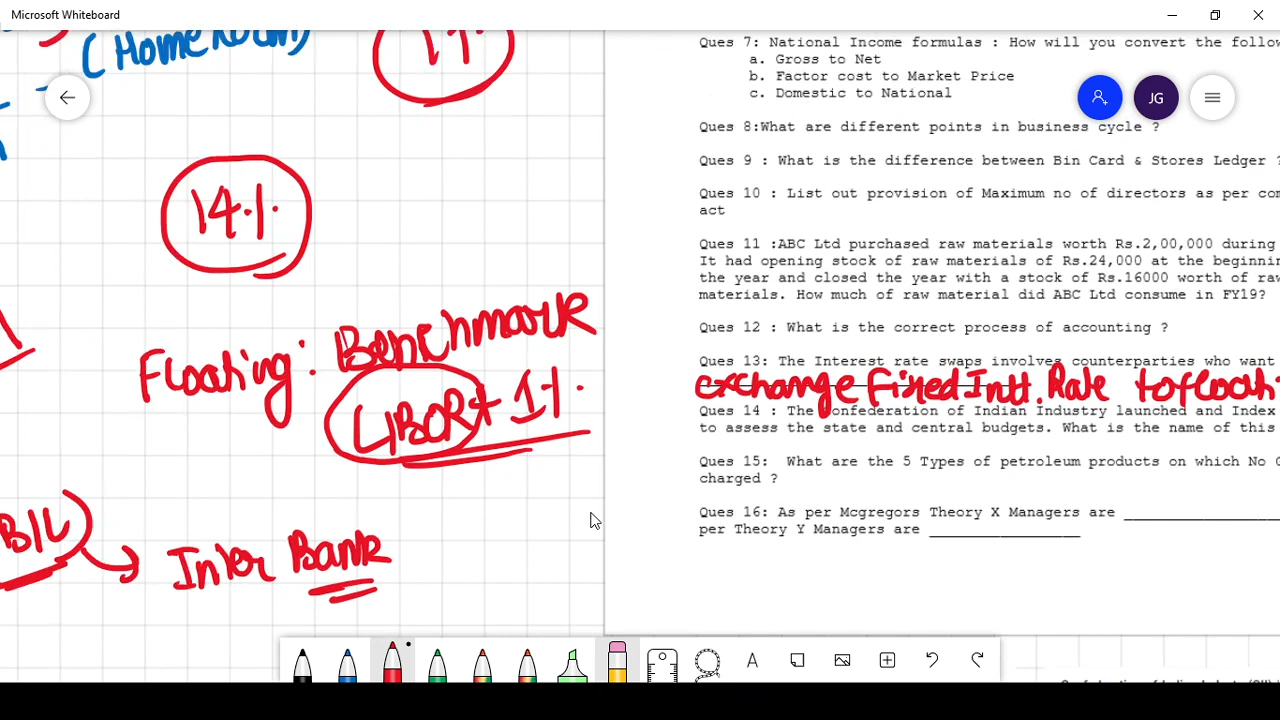 Microsoft Whiteboard
(HomeRoom)
1%
14%
Floating: Benchmark
LIBOR + 1%
Inter Bank
Ques 7: National Income formulas : How will you convert the follow
a. Gross to Net
b. Factor cost to Market Price
c. Domestic to National
JG
Ques 8:What are different points in business cycle ?
Ques 9 : What is the difference between Bin Card & Stores Ledger ?
Ques 10 : List out provision of Maximum no of directors as per co
act
Ques 11 :ABC Ltd purchased raw materials worth Rs.2,00,000 during
It had opening stock of raw materials of Rs.24,000 at the beginnin
the year and closed the year with a stock of Rs.16000 worth of raw
materials. How much of raw material did ABC Ltd consume in FY19?
Ques 12 : What is the correct process of accounting ?
Ques 13: The Interest rate swaps involves counterparties who want
exchange Fixed Intt. Rate to floati
Ques 14 : The Confederation of Indian Industry launched and Index
to assess the state and central budgets. What is the name of this
Ques 15: What are the 5 Types of petroleum products on which No
charged ?
Ques 16: As per Mcgregors Theory X Managers are ________________
per Theory Y Managers are ________________